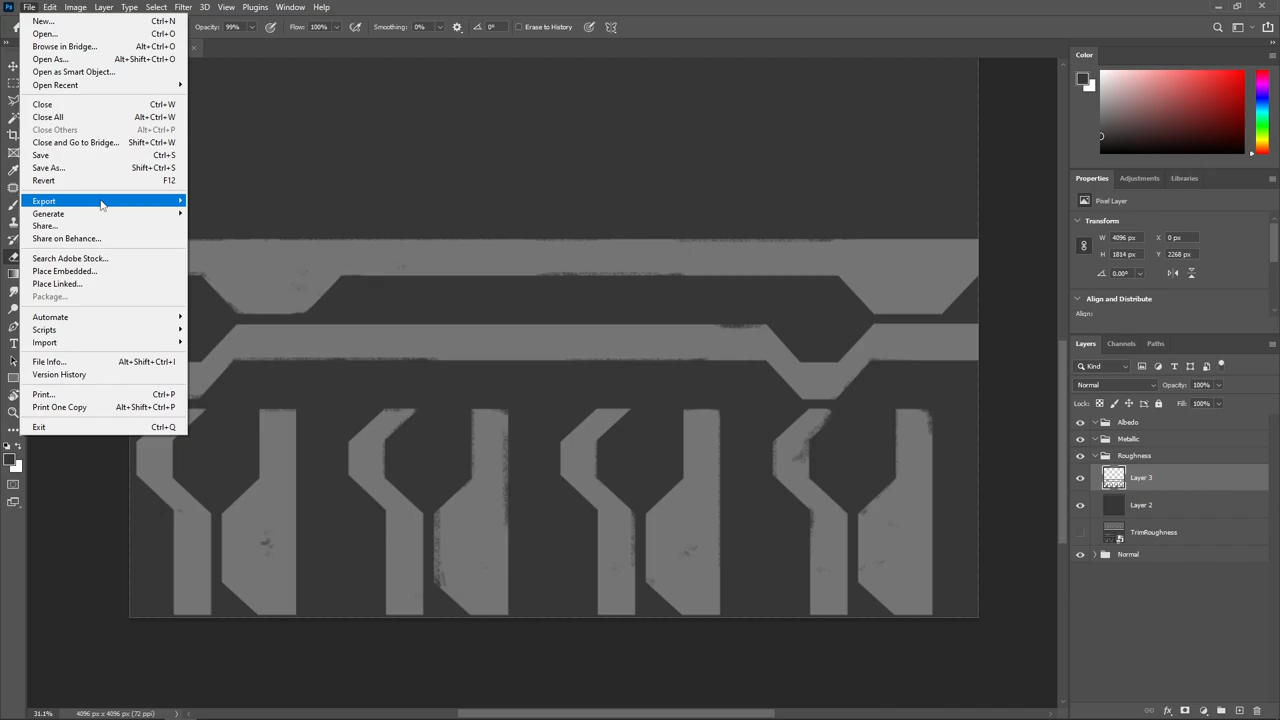 Ps File Edit Image Layer Type Select Filter 3D View Plugins Window Help
Opacity: 99% Flow: 100% Smoothing: 0% 0° Erase to History
New... Ctrl+N
Open... Ctrl+O
Browse in Bridge... Alt+Ctrl+O
Open As... Alt+Shift+Ctrl+O
Open as Smart Object...
Open Recent
Close Ctrl+W
Close All Alt+Ctrl+W
Close Others Alt+Ctrl+P
Close and Go to Bridge... Shift+Ctrl+W
Save Ctrl+S
Save As... Shift+Ctrl+S
Revert F12
Export
Generate
Share...
Share on Behance...
Search Adobe Stock...
Place Embedded...
Place Linked...
Package...
Automate
Scripts
Import
File Info... Alt+Shift+Ctrl+I
Version History
Print... Ctrl+P
Print One Copy Alt+Shift+Ctrl+P
Exit Ctrl+Q
Color
Properties Adjustments Libraries
Pixel Layer
Transform
W 4096 px X 0 px
H 1814 px Y 2268 px
0.00°
Align and Distribute
Align:
Layers Channels Paths
Kind
Normal Opacity: 100%
Lock: Fill: 100%
Albedo
Metallic
Roughness
Layer 3
Layer 2
TrimRoughness
Normal
31.1% 4096 px x 4096 px (72 ppi)